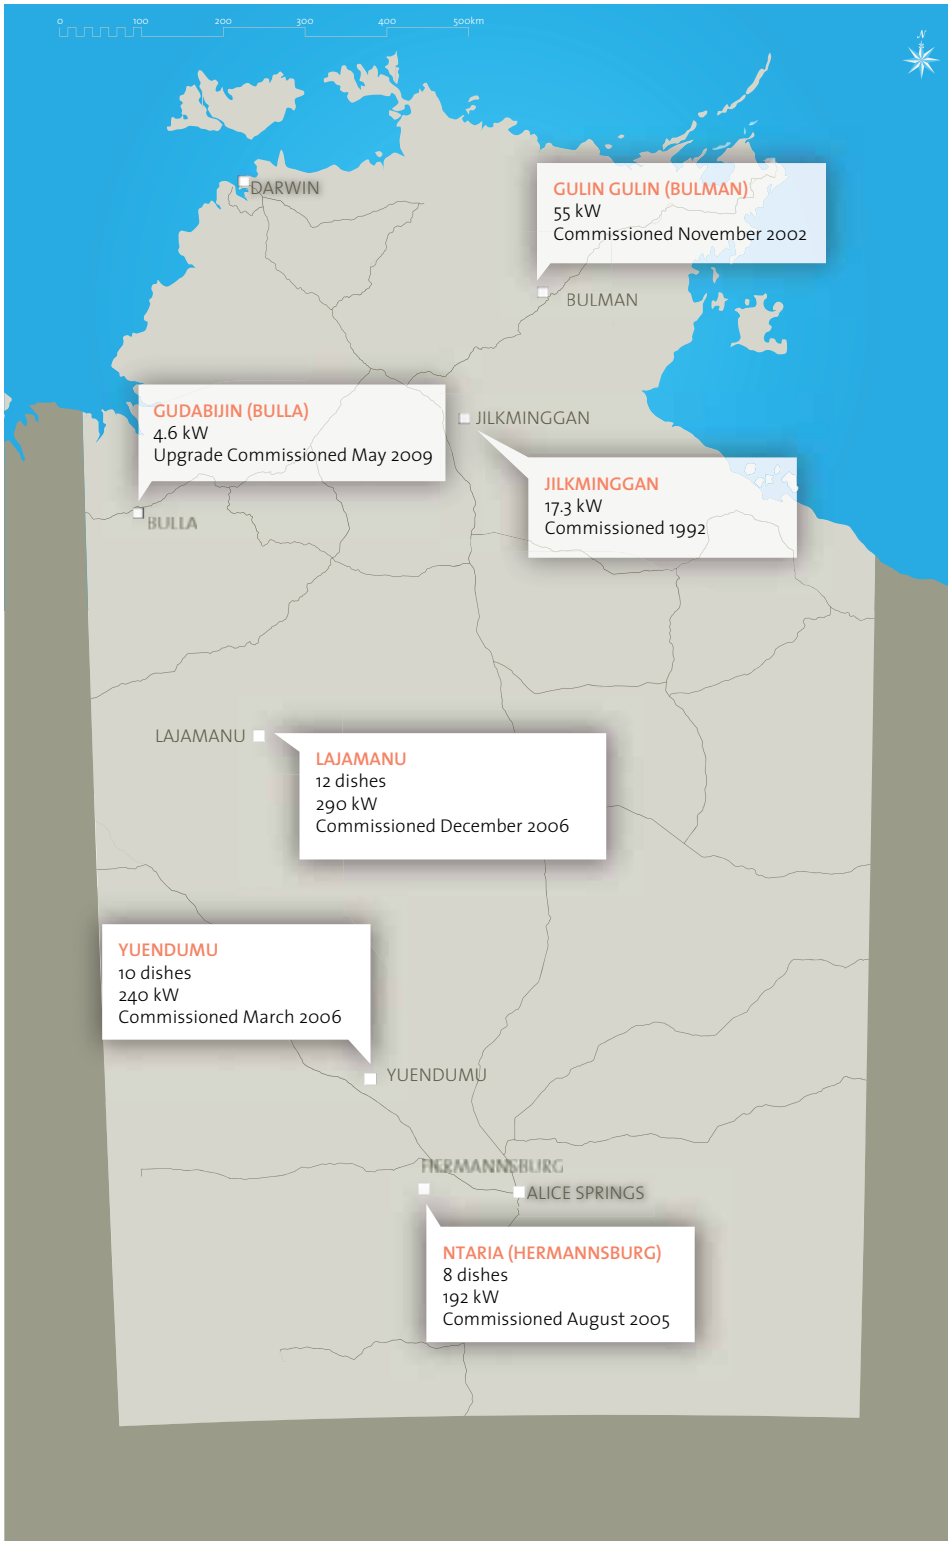 0 100 200 300 400 500km
N
DARWIN
GULIN GULIN (BULMAN)
55 kW
Commissioned November 2002
BULMAN
GUDABIJIN (BULLA)
4.6 kW
Upgrade Commissioned May 2009
JILKMINGGAN
JILKMINGGAN
17.3 kW
Commissioned 1992
BULLA
LAJAMANU
LAJAMANU
12 dishes
290 kW
Commissioned December 2006
YUENDUMU
10 dishes
240 kW
Commissioned March 2006
YUENDUMU
HERMANNSBURG
ALICE SPRINGS
NTARIA (HERMANNSBURG)
8 dishes
192 kW
Commissioned August 2005